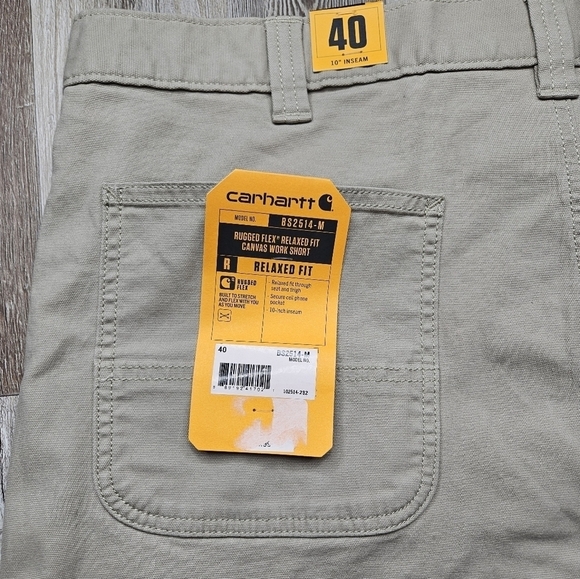 40
10" INSEAM
carhartt
MODEL NO. BS2514-M
RUGGED FLEX® RELAXED FIT
CANVAS WORK SHORT
R RELAXED FIT
RUGGED
FLEX
BUILT TO STRETCH
AND FLEX WITH YOU
AS YOU MOVE.
· Relaxed fit through
seat and thigh
· Secure cell phone
pocket
· 10-inch inseam
40 BS2514-M
MODEL NO.
102514-232